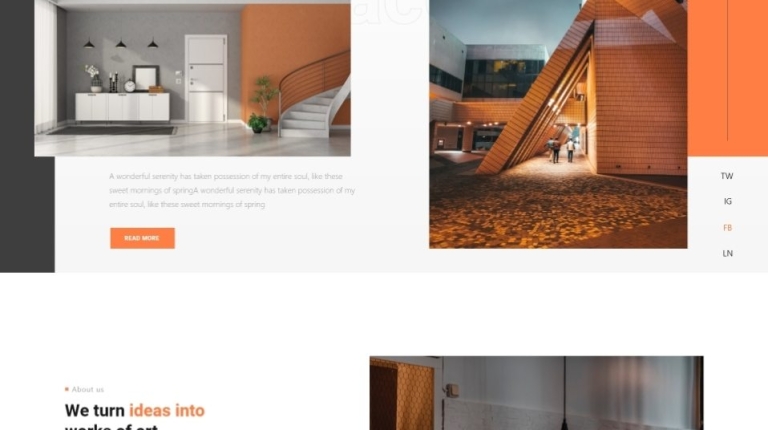 ac
A wonderful serenity has taken possession of my entire soul, like these
sweet mornings of springA wonderful serenity has taken possession of my
entire soul, like these sweet mornings of spring
READ MORE
TW
IG
FB
LN
About us
We turn ideas into
works of art